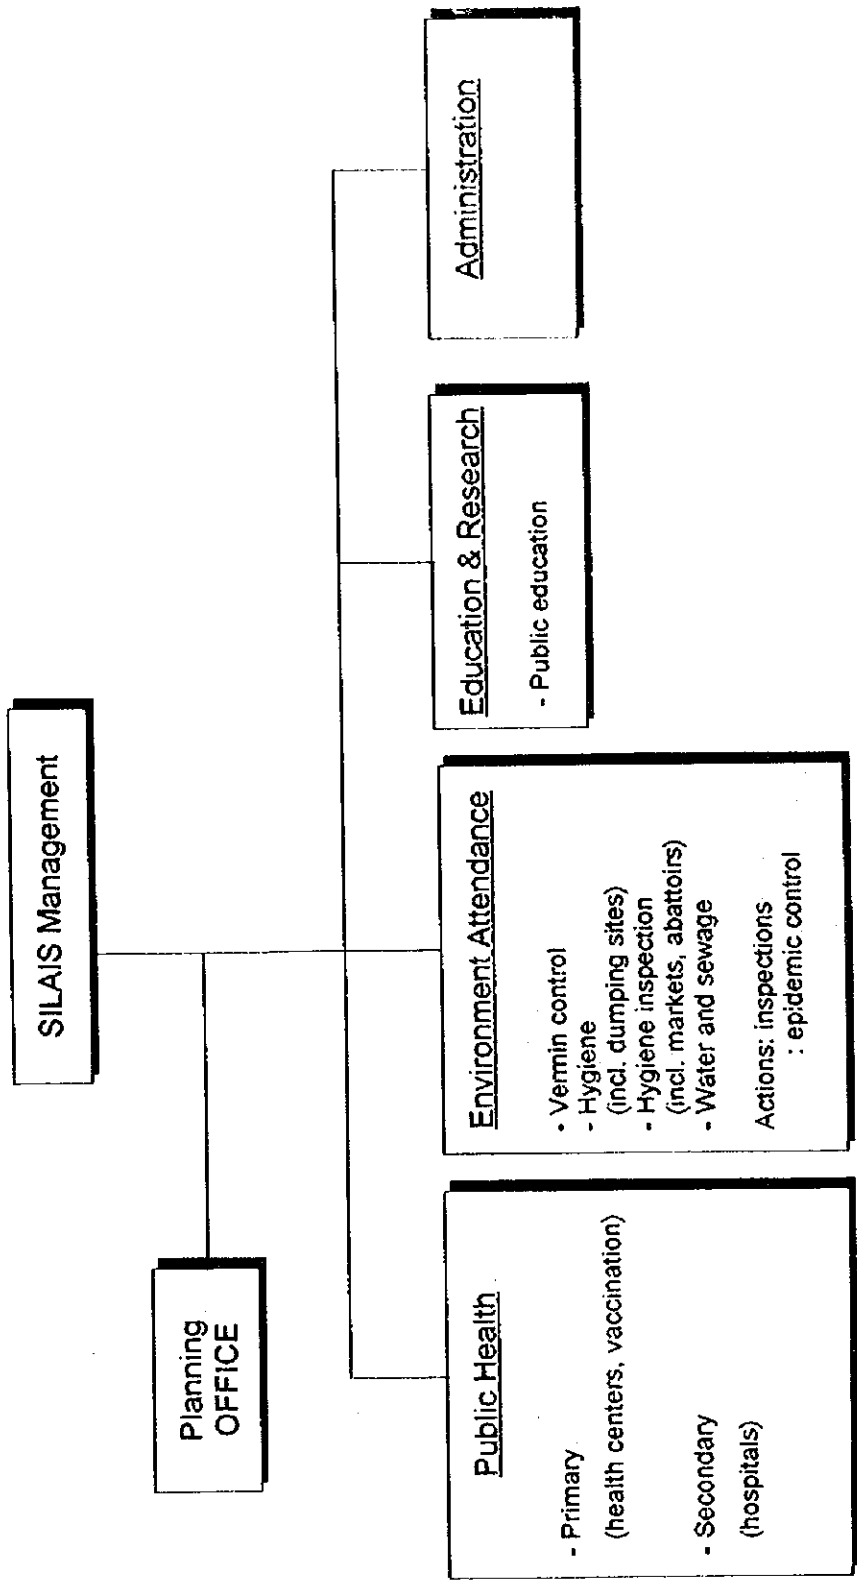 SILAIS Management
Planning
OFFICE
Public Health
- Primary
(health centers, vaccination)
- Secondary
(hospitals)
Environment Attendance
- Vermin control
- Hygiene
(incl. dumping sites)
- Hygiene inspection
(incl. markets, abattoirs)
- Water and sewage
Actions: inspections
: epidemic control
Education & Research
- Public education
Administration